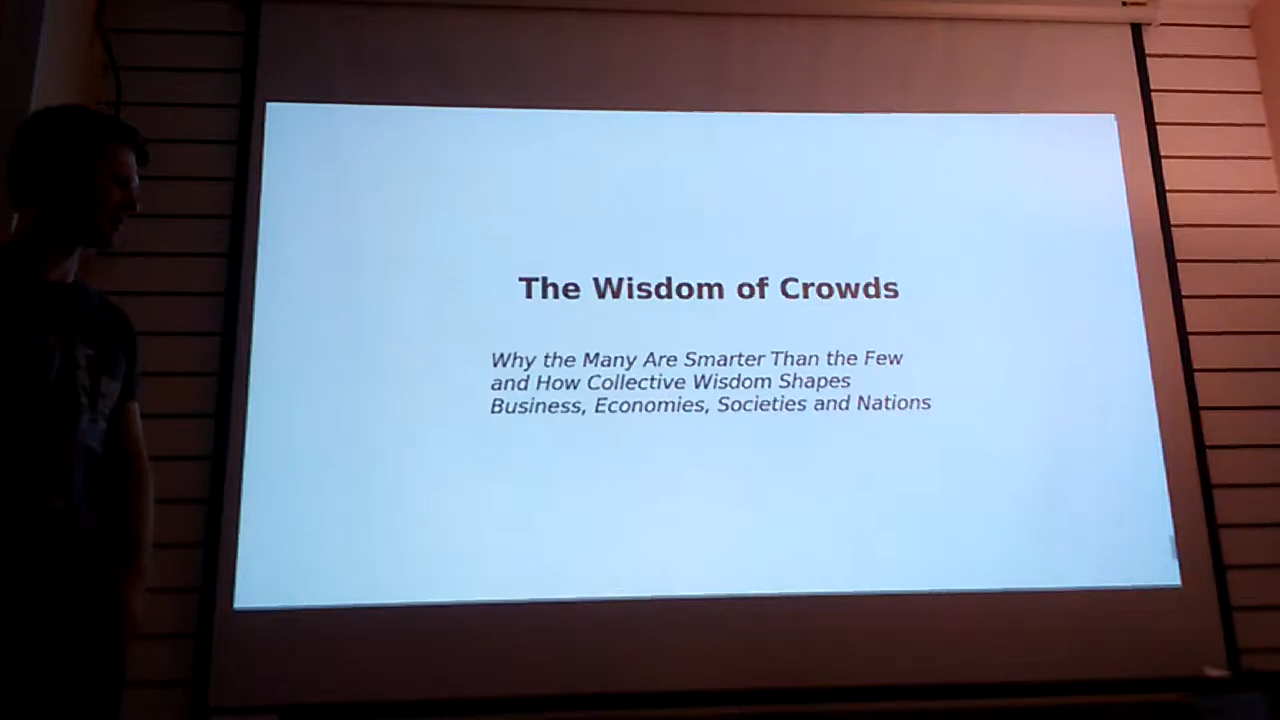 The Wisdom of Crowds
Why the Many Are Smarter Than the Few
and How Collective Wisdom Shapes
Business, Economies, Societies and Nations